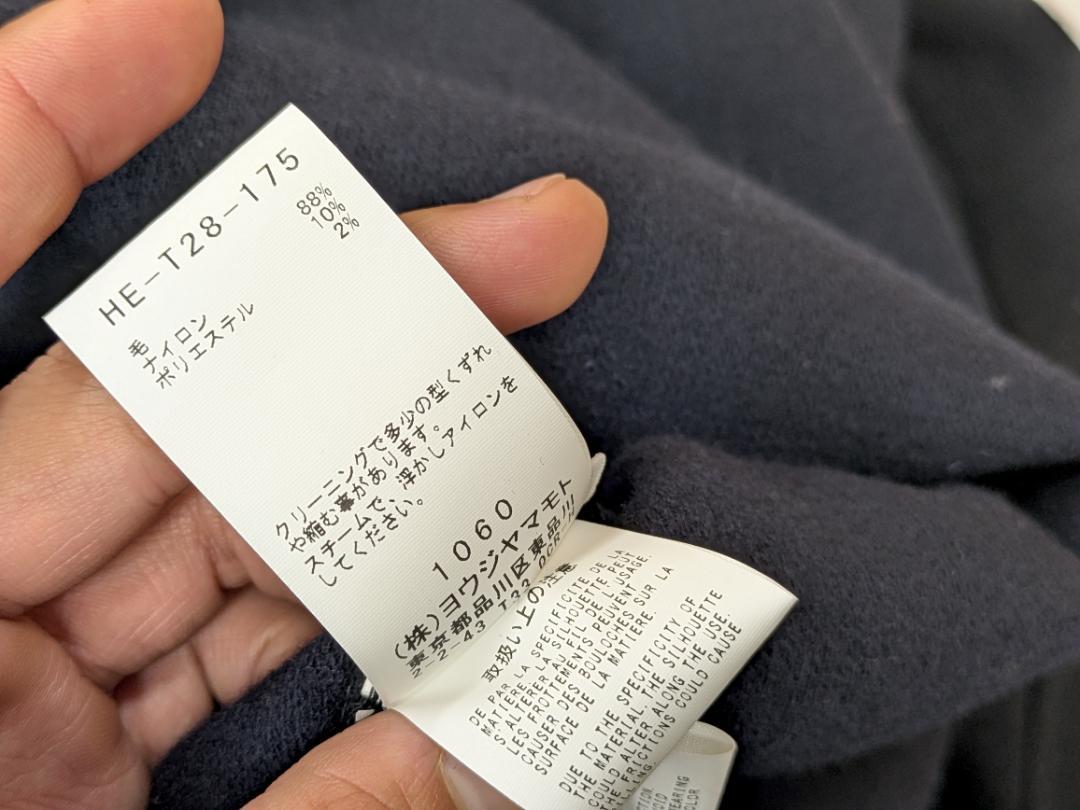 HE-T28-175
毛 88%
ナイロン 10%
ポリエステル 2%
クリーニングで多少の型くずれ
や縮む事があります。
スチームで、浮かしアイロンを
してください。
1060
(株)ヨウジヤマモト
東京都品川区東品川
2-2-43 T33
取扱い上の注意
DE PAR LA SPECIFICITE DE LA
MATIERE, LA SILHOUETTE PEUT
S'ALTERER AU FIL DE L'USAGE.
LES FROTTEMENTS PEUVENT
CAUSER DES BOULOCHES SUR LA
SURFACE DE LA MATIERE.
DUE TO THE SPECIFICITY OF
THE MATERIAL, THE SILHOUETTE
COULD ALTER ALONG THE USE.
THE FRICTIONS COULD CAUSE